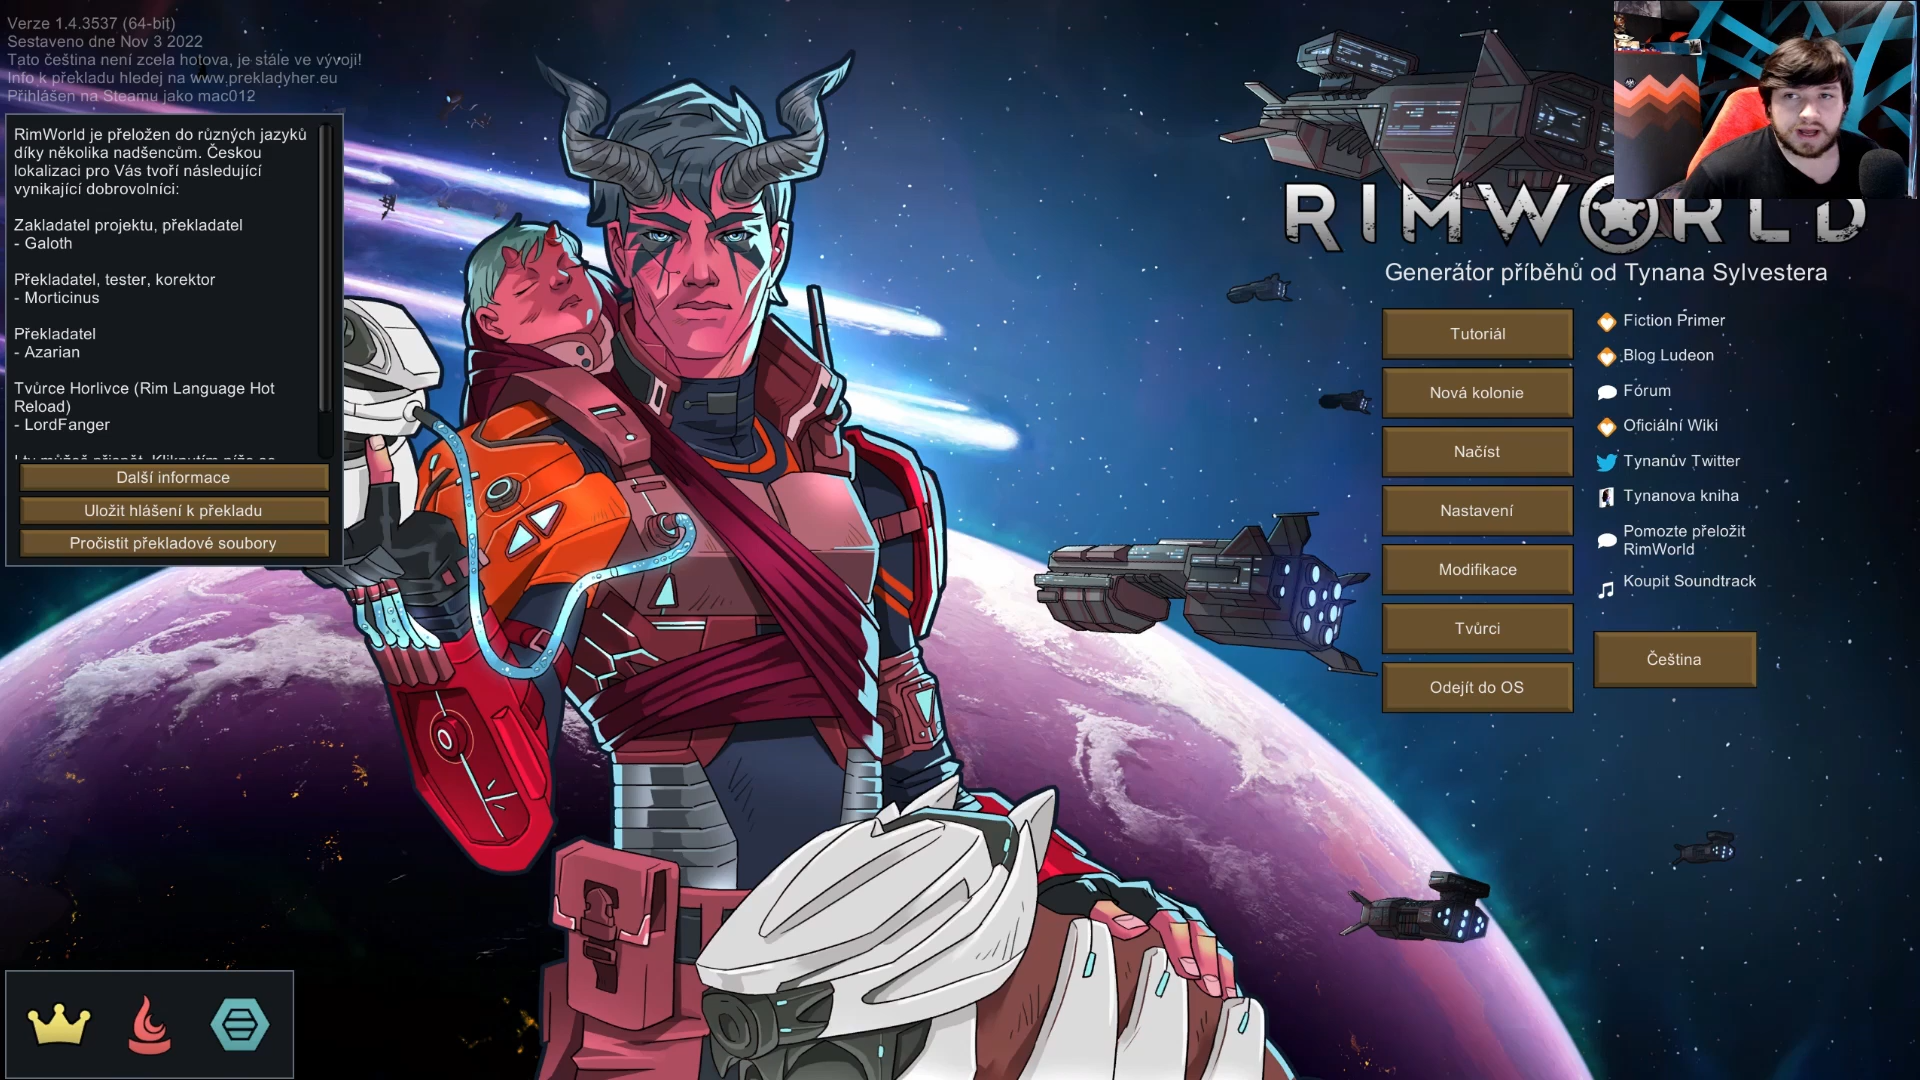 Verze 1.4.3537 (64-bit)
Sestaveno dne Nov 3 2022
Tato čeština není zcela hotova, je stále ve vývoji!
Info k překladu hledej na www.prekladyher.eu
Přihlášen na Steamu jako mac012
RimWorld je přeložen do různých jazyků
díky několika nadšencům. Českou
lokalizaci pro Vás tvoří následující
vynikající dobrovolníci:
Zakladatel projektu, překladatel
- Galoth
Překladatel, tester, korektor
- Morticinus
Překladatel
- Azarian
Tvůrce Horlivce (Rim Language Hot
Reload)
- LordFanger
Další informace
Uložit hlášení k překladu
Pročistit překladové soubory
RIMWORLD
Generátor příběhů od Tynana Sylvestera
Tutoriál
Nová kolonie
Načíst
Nastavení
Modifikace
Tvůrci
Odejít do OS
Fiction Primer
Blog Ludeon
Fórum
Oficiální Wiki
Tynanův Twitter
Tynanova kniha
Pomozte přeložit
RimWorld
Koupit Soundtrack
Čeština